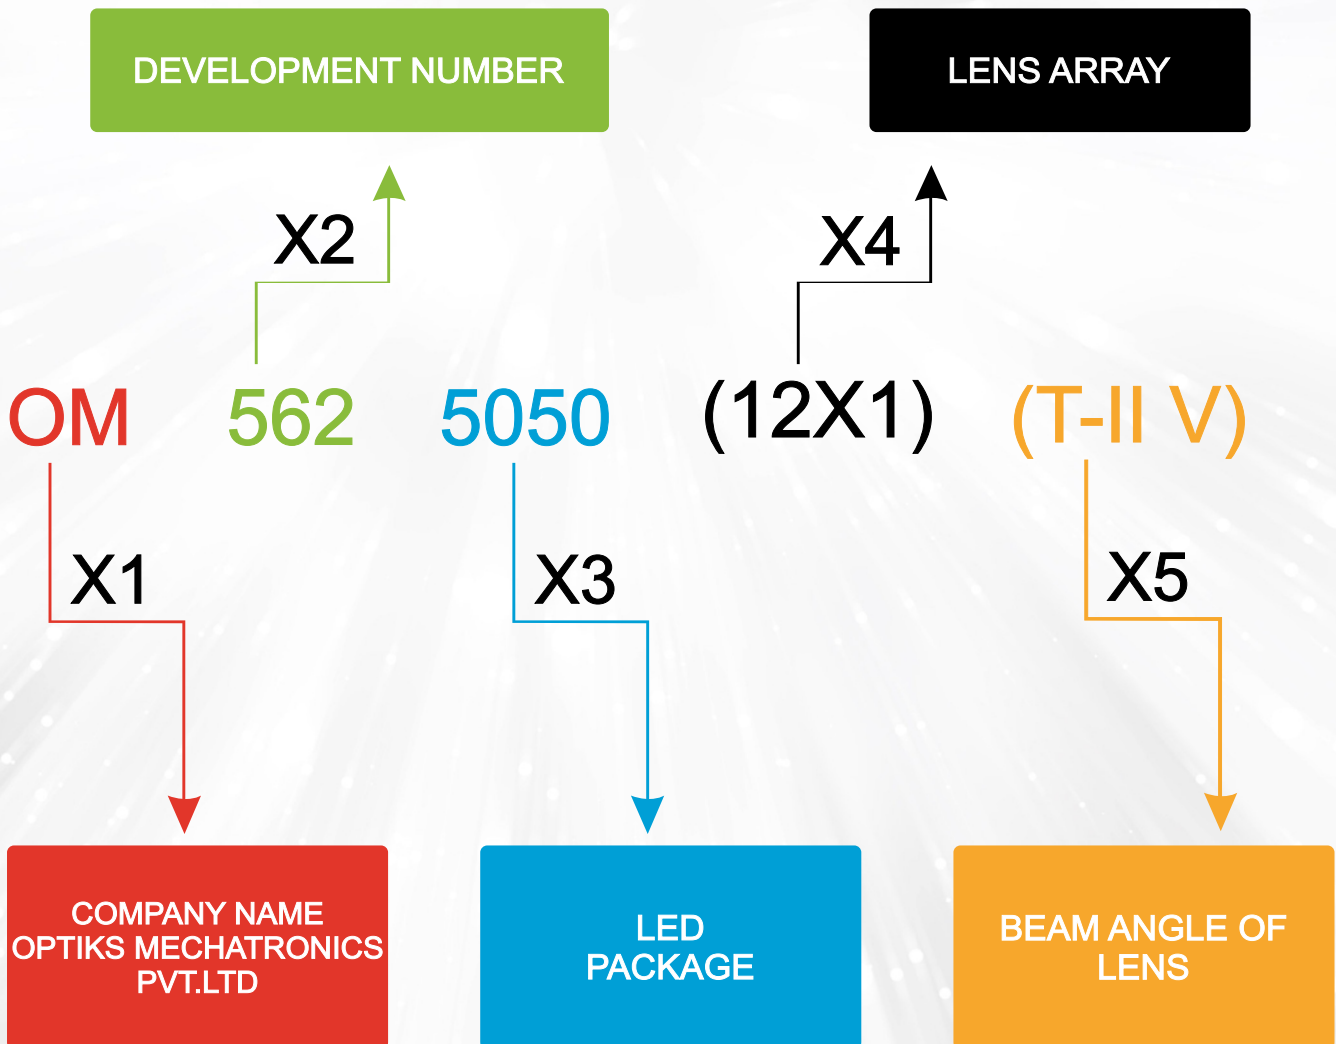 DEVELOPMENT NUMBER
LENS ARRAY
X2
X4
OM 562 5050 (12X1) (T-II V)
X1
X3
X5
COMPANY NAME
OPTIKS MECHATRONICS
PVT.LTD
LED
PACKAGE
BEAM ANGLE OF
LENS